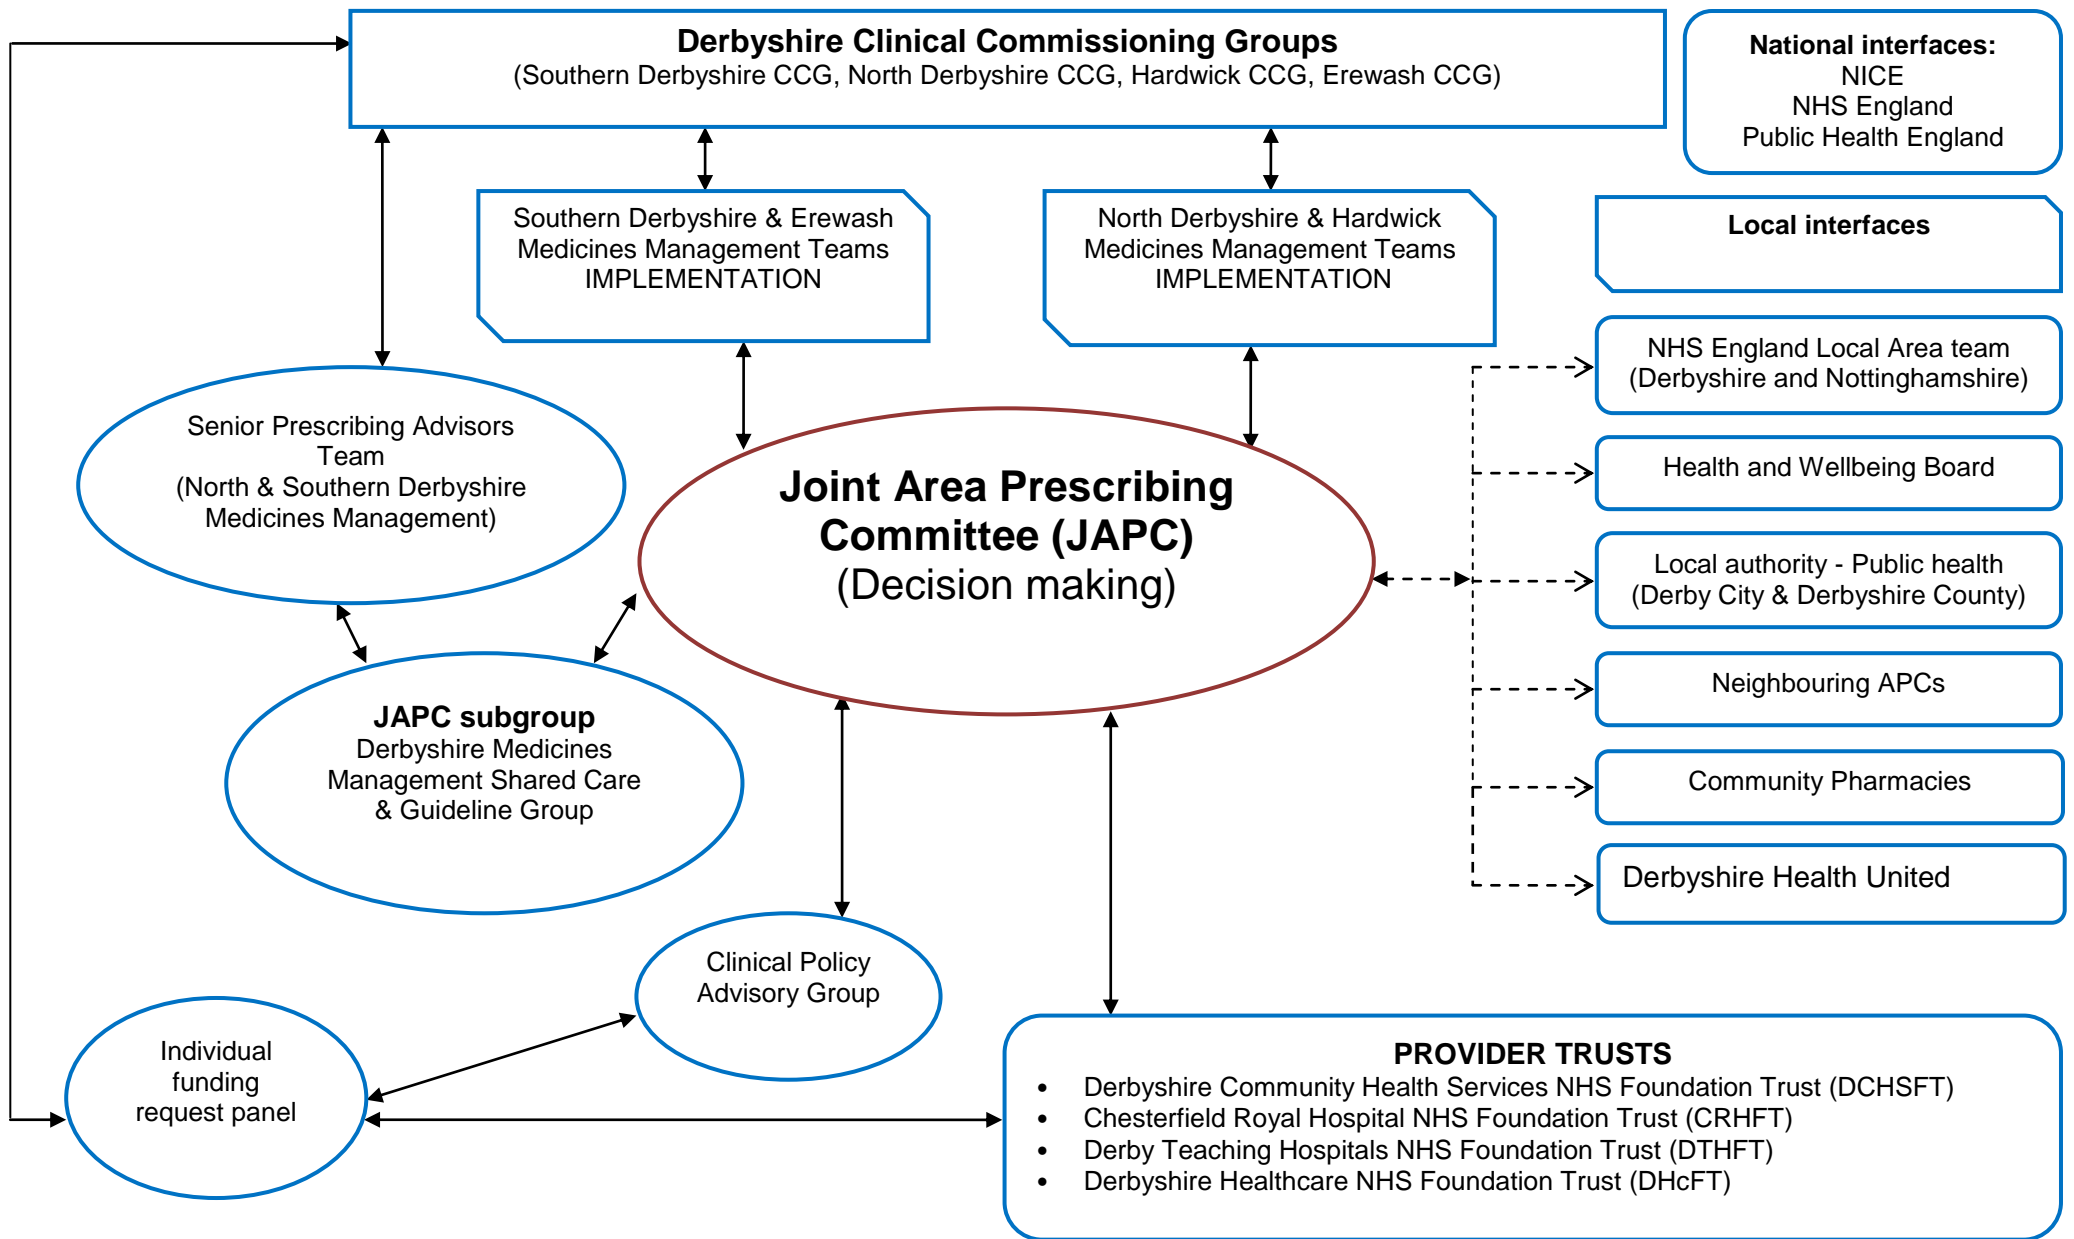 Derbyshire Clinical Commissioning Groups
(Southern Derbyshire CCG, North Derbyshire CCG, Hardwick CCG, Erewash CCG)
National interfaces:
NICE
NHS England
Public Health England
Southern Derbyshire & Erewash
Medicines Management Teams
IMPLEMENTATION
North Derbyshire & Hardwick
Medicines Management Teams
IMPLEMENTATION
Local interfaces
NHS England Local Area team
(Derbyshire and Nottinghamshire)
Health and Wellbeing Board
Local authority - Public health
(Derby City & Derbyshire County)
Neighbouring APCs
Community Pharmacies
Derbyshire Health United
Senior Prescribing Advisors
Team
(North & Southern Derbyshire
Medicines Management)
Joint Area Prescribing
Committee (JAPC)
(Decision making)
JAPC subgroup
Derbyshire Medicines
Management Shared Care
& Guideline Group
Clinical Policy
Advisory Group
Individual
funding
request panel
PROVIDER TRUSTS
• Derbyshire Community Health Services NHS Foundation Trust (DCHSFT)
• Chesterfield Royal Hospital NHS Foundation Trust (CRHFT)
• Derby Teaching Hospitals NHS Foundation Trust (DTHFT)
• Derbyshire Healthcare NHS Foundation Trust (DHcFT)